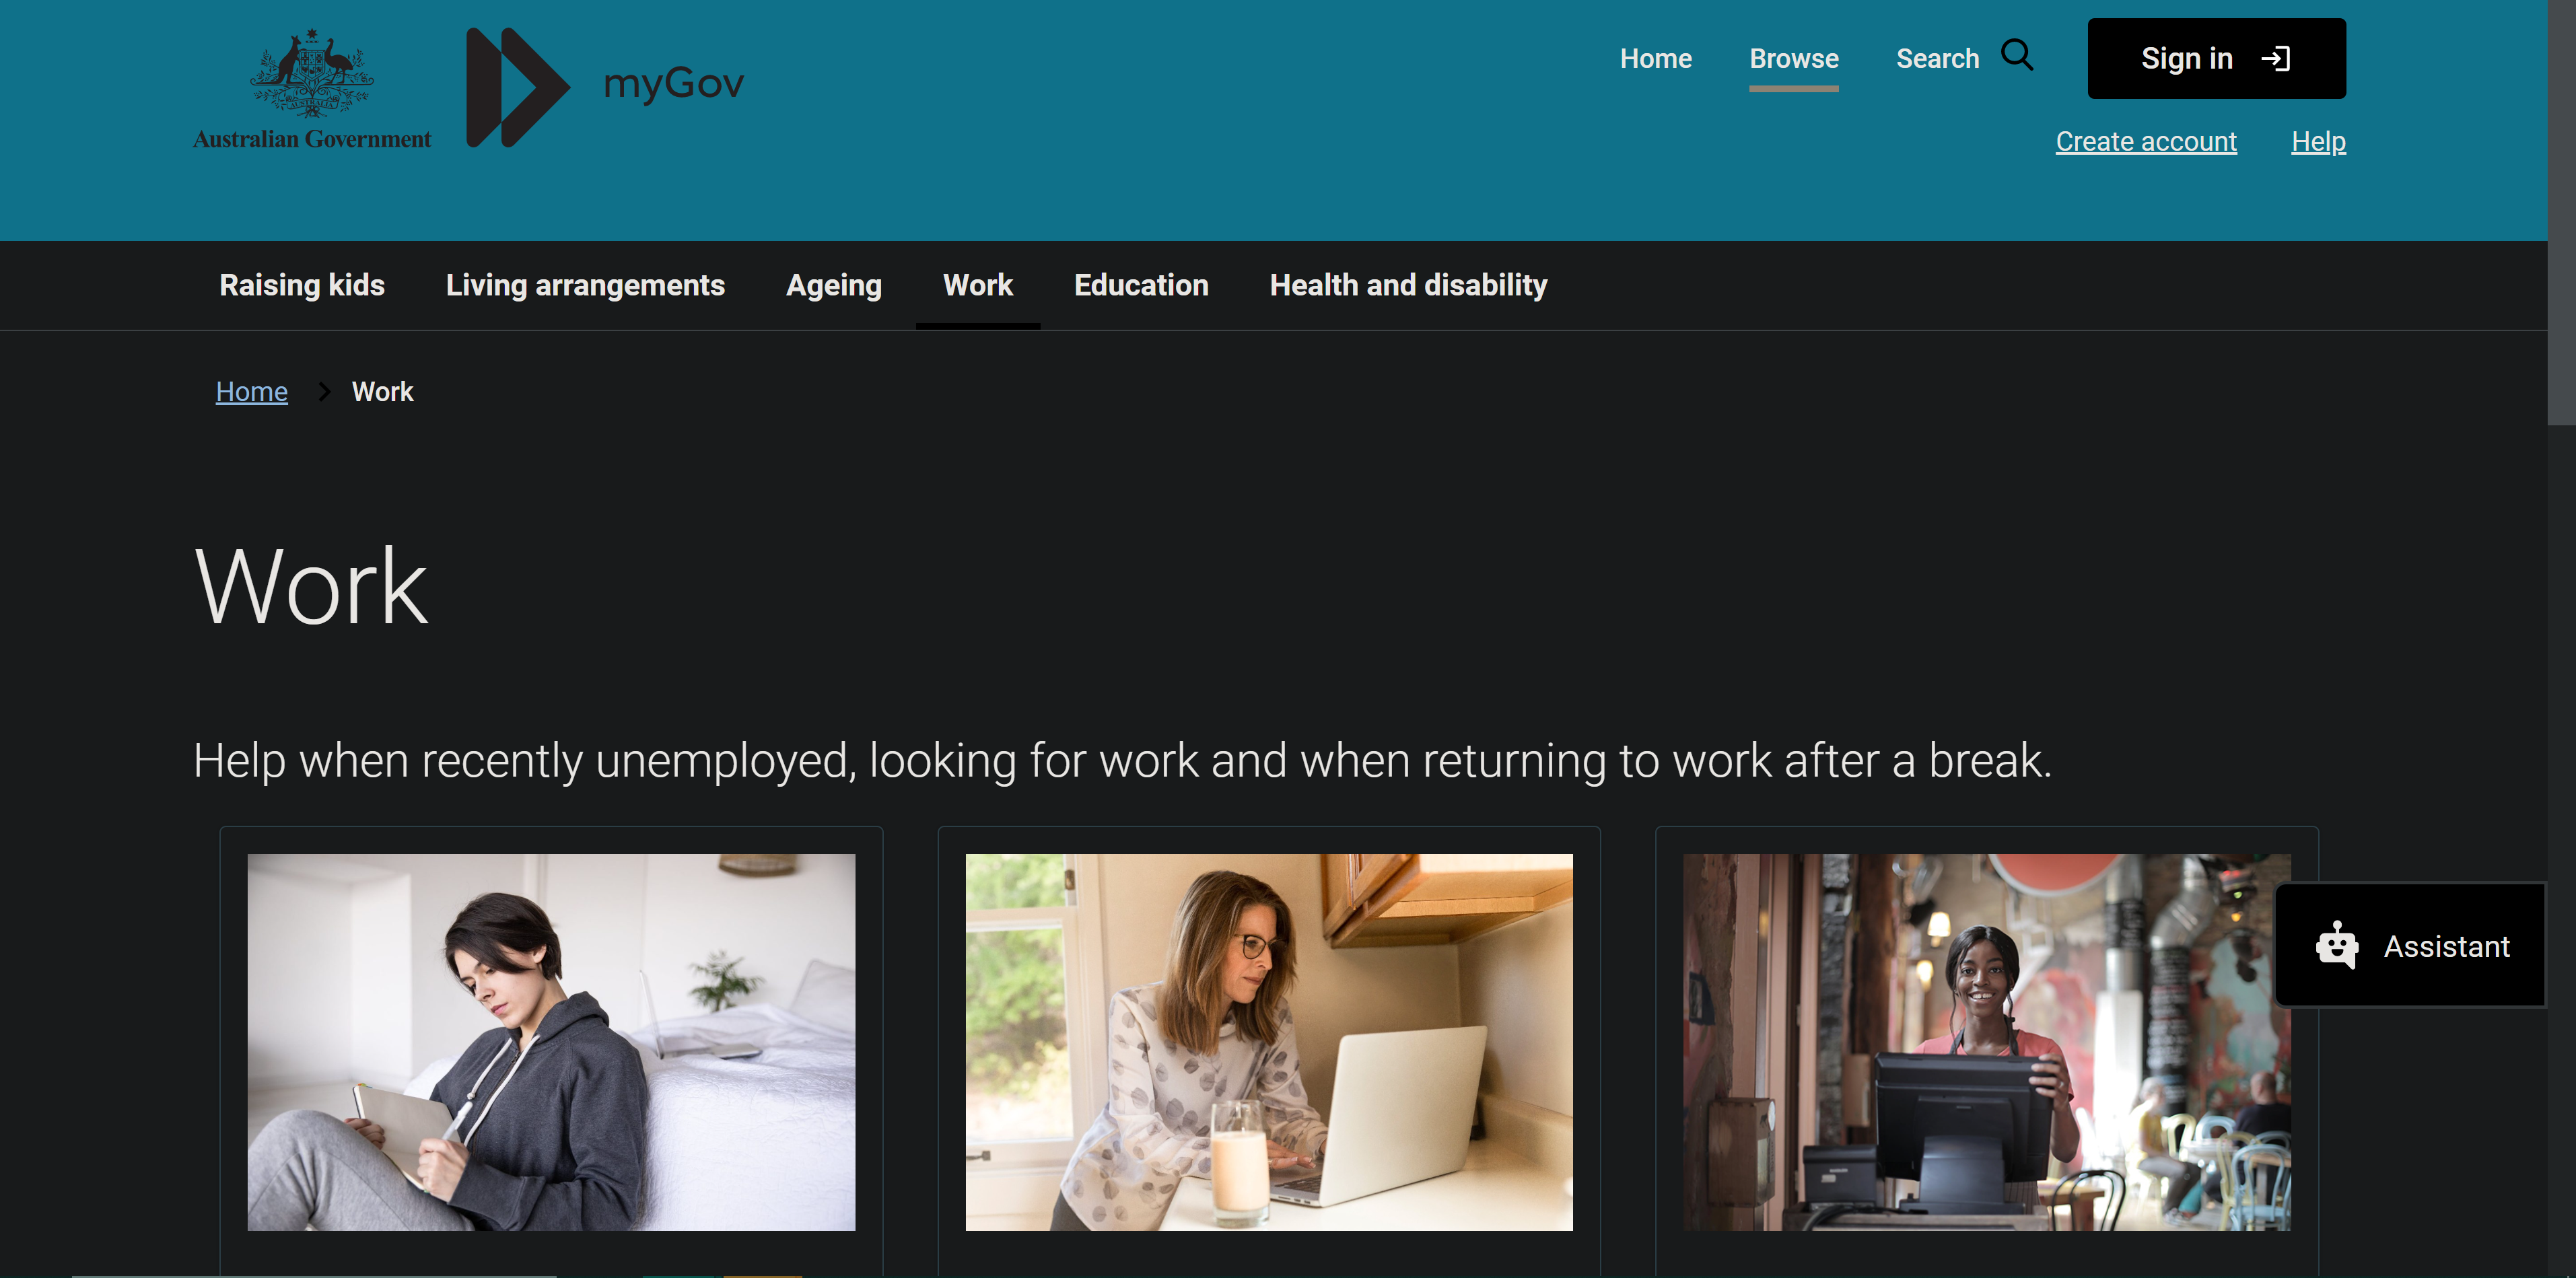 Australian Government
myGov
Home Browse Search Sign in
Create account Help
Raising kids Living arrangements Ageing Work Education Health and disability
Home Work
Work
Help when recently unemployed, looking for work and when returning to work after a break.
Assistant